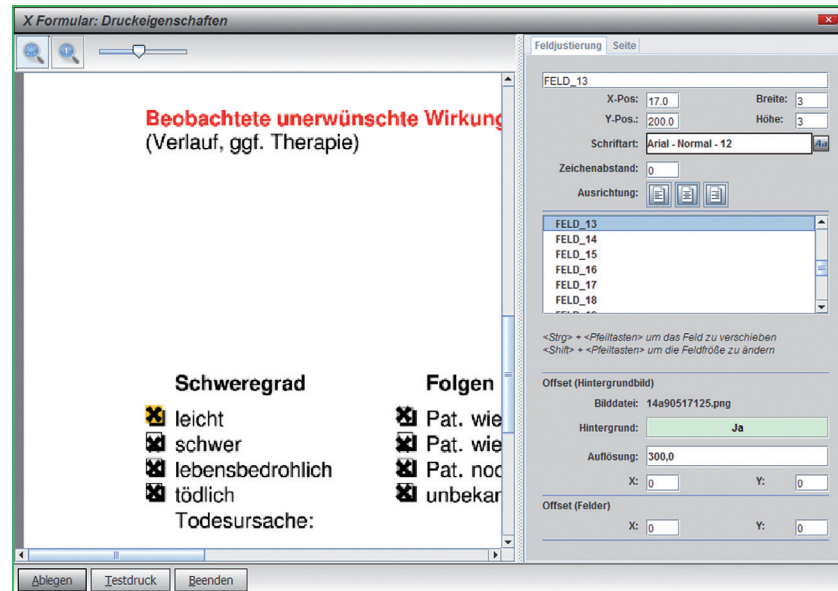 X Formular: Druckeigenschaften
Beobachtete unerwünschte Wirkung
(Verlauf, ggf. Therapie)
Schweregrad Folgen
leicht Pat. wie
schwer Pat. wie
lebensbedrohlich Pat. noc
tödlich unbekan
Todesursache:
Feldjustierung Seite
FELD_13
X-Pos: 17.0 Breite: 3
Y-Pos.: 200.0 Höhe: 3
Schriftart: Arial - Normal - 12 Aa
Zeichenabstand: 0
Ausrichtung:
FELD_13
FELD_14
FELD_15
FELD_16
FELD_17
FELD_18
<Strg> + <Pfeiltasten> um das Feld zu verschieben
<Shift> + <Pfeiltasten> um die Feldfröße zu ändern
Offset (Hintergrundbild)
Bilddatei: 14a90517125.png
Hintergrund: Ja
Auflösung: 300,0
X: 0 Y: 0
Offset (Felder)
X: 0 Y: 0
Ablegen Testdruck Beenden